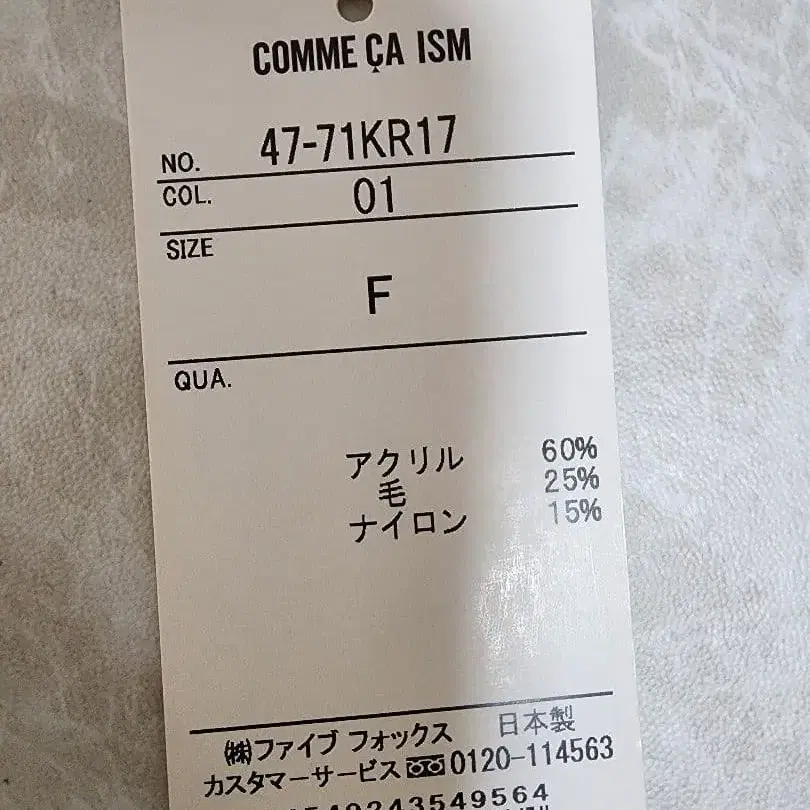 COMME ÇA ISM
NO. 47-71KR17
COL. 01
SIZE
F
QUA.
アクリル 60%
毛 25%
ナイロン 15%
㈱ファイブ フォックス 日本製
カスタマーサービス 0120-114563